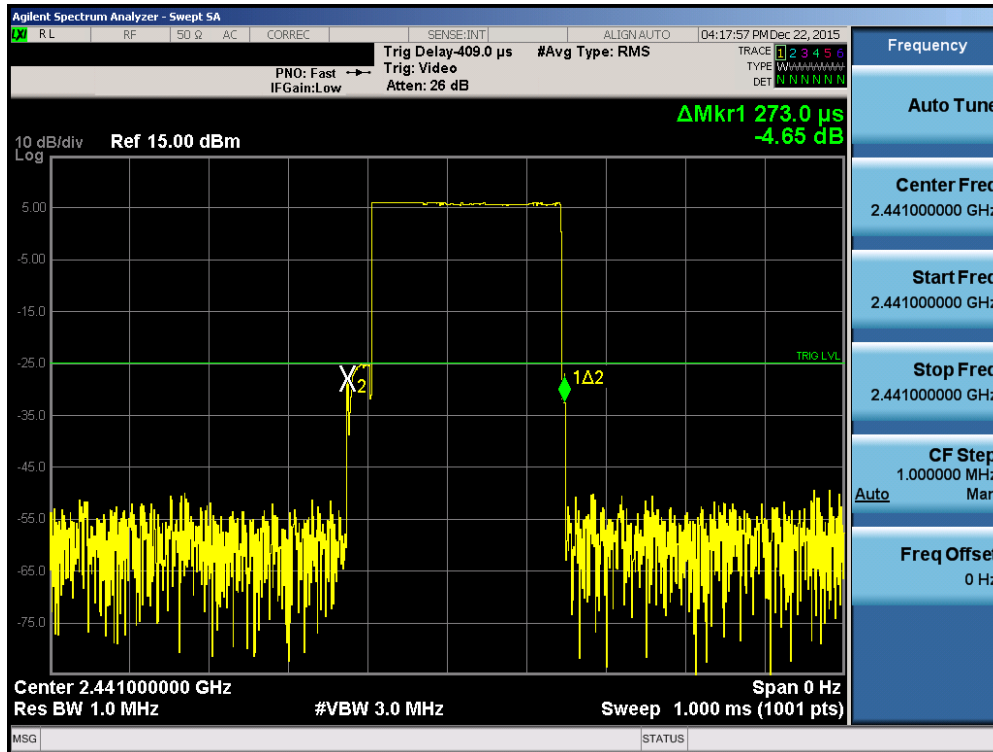 Agilent Spectrum Analyzer - Swept SA
LXI RL RF 50 Ω AC CORREC SENSE:INT ALIGN AUTO 04:17:57 PM Dec 22, 2015
Trig Delay-409.0 µs #Avg Type: RMS TRACE 1 2 3 4 5 6
PNO: Fast Trig: Video TYPE W
IFGain:Low Atten: 26 dB DET N N N N N N
ΔMkr1 273.0 µs
10 dB/div Ref 15.00 dBm -4.65 dB
Log
5.00
-5.00
-15.0
-25.0
TRIG LVL
X2
1Δ2
-35.0
-45.0
-55.0
-65.0
-75.0
Center 2.441000000 GHz Span 0 Hz
Res BW 1.0 MHz #VBW 3.0 MHz Sweep 1.000 ms (1001 pts)
MSG STATUS
Frequency
Auto Tune
Center Freq
2.441000000 GHz
Start Freq
2.441000000 GHz
Stop Freq
2.441000000 GHz
CF Step
1.000000 MHz
Auto Man
Freq Offset
0 Hz